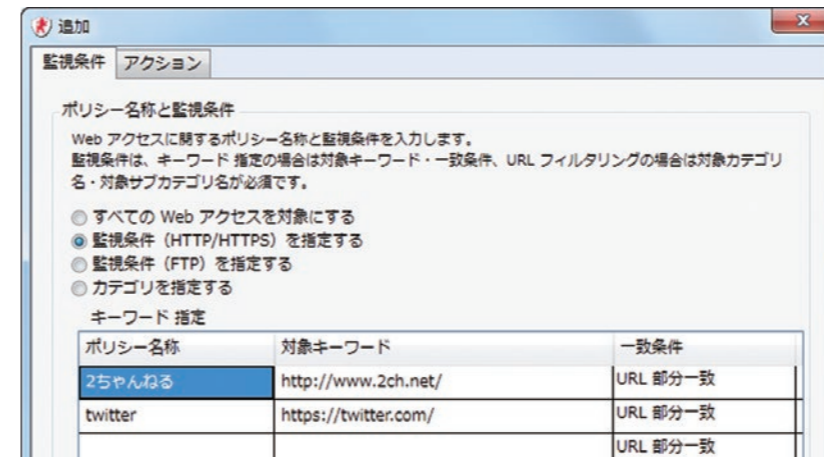 追加
監視条件 アクション
ポリシー名称と監視条件
Web アクセスに関するポリシー名称と監視条件を入力します。
監視条件は、キーワード 指定の場合は対象キーワード・一致条件、URL フィルタリングの場合は対象カテゴリ
名・対象サブカテゴリ名が必須です。
すべての Web アクセスを対象にする
監視条件（HTTP/HTTPS）を指定する
監視条件（FTP）を指定する
カテゴリを指定する
キーワード 指定
ポリシー名称 対象キーワード 一致条件
2ちゃんねる http://www.2ch.net/ URL 部分一致
twitter https://twitter.com/ URL 部分一致
URL 部分一致